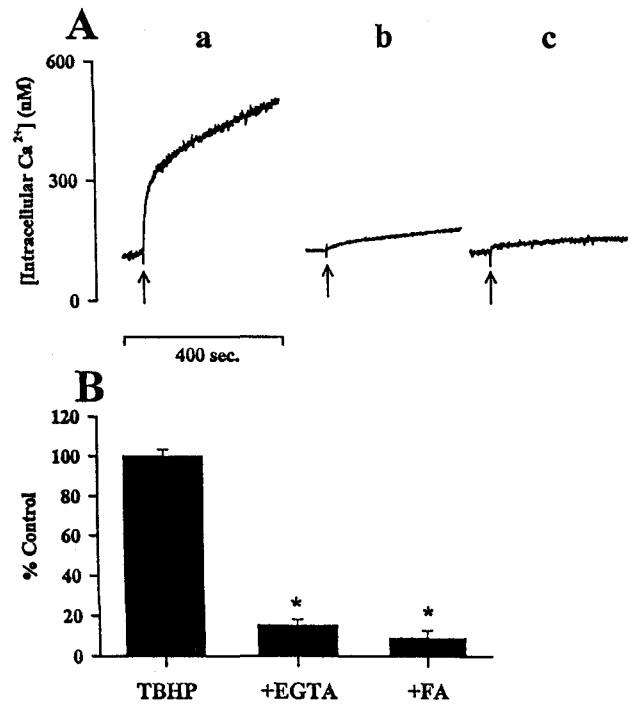 A
a b c
600
300
0
[Intracellular Ca2+] (nM)
400 sec.
B
120
100
80
60
40
20
0
% Control
* *
TBHP +EGTA +FA